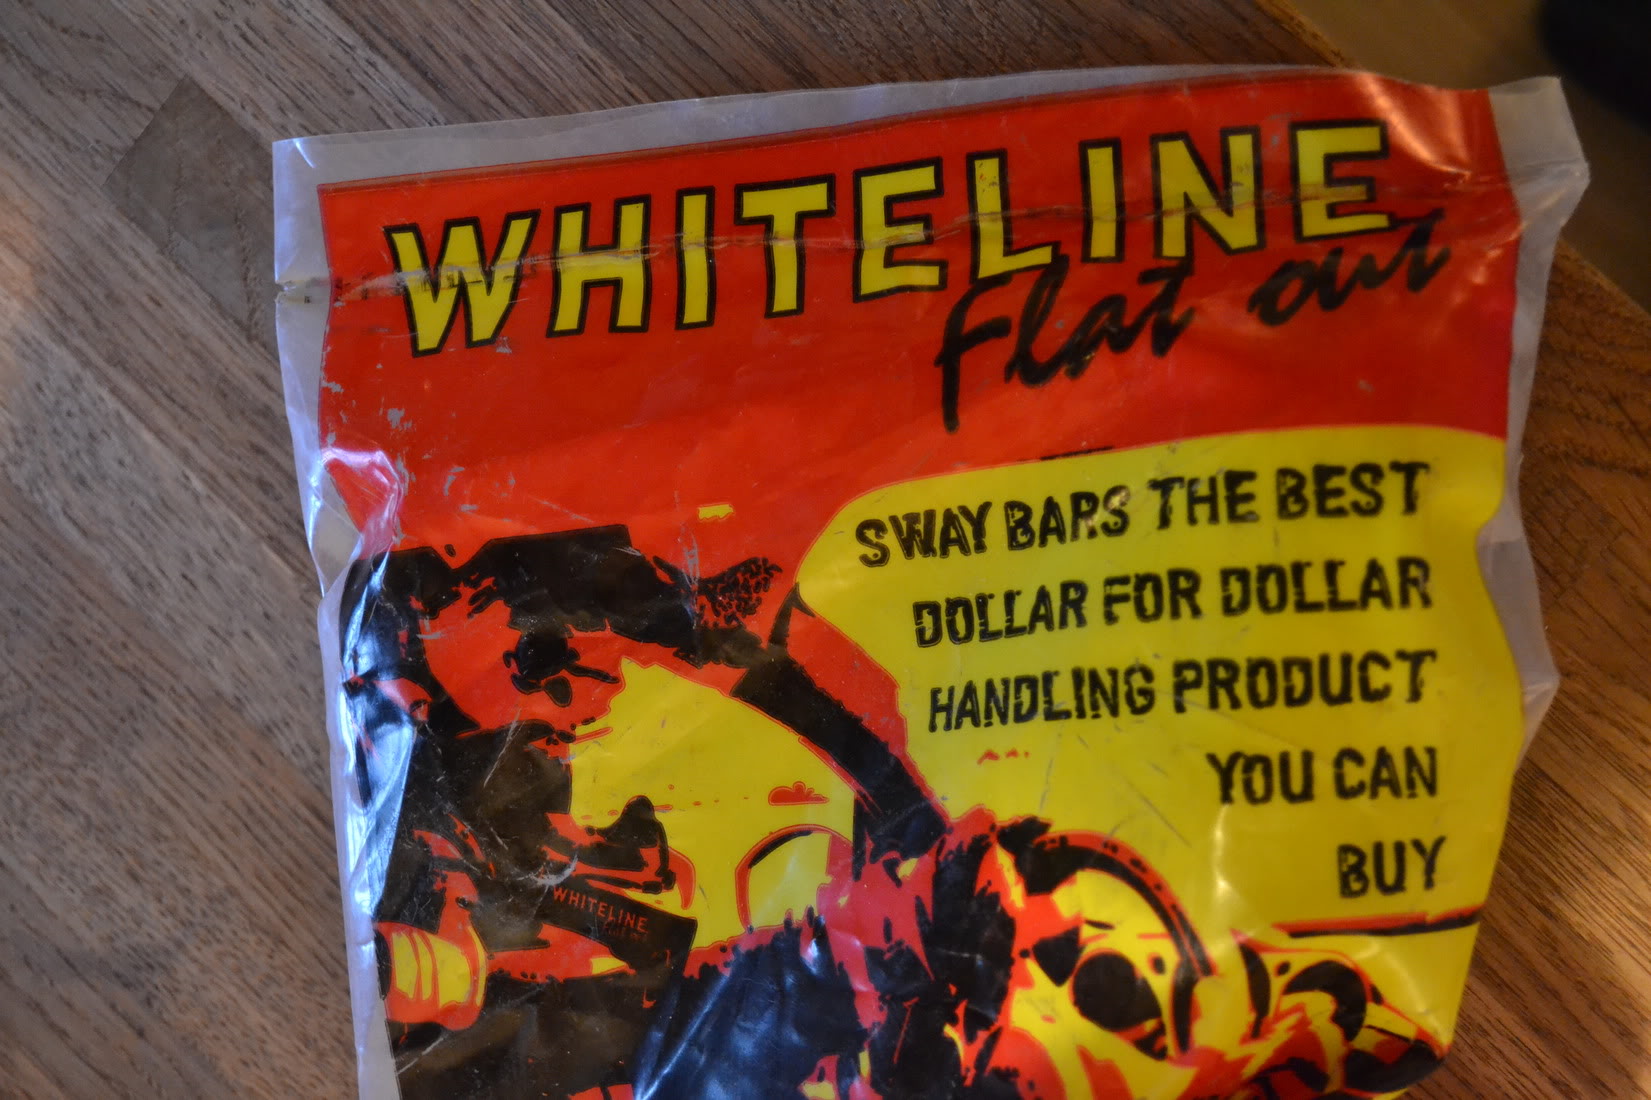 WHITELINE
Flat out
SWAY BARS THE BEST
DOLLAR FOR DOLLAR
HANDLING PRODUCT
YOU CAN
BUY
WHITELINE